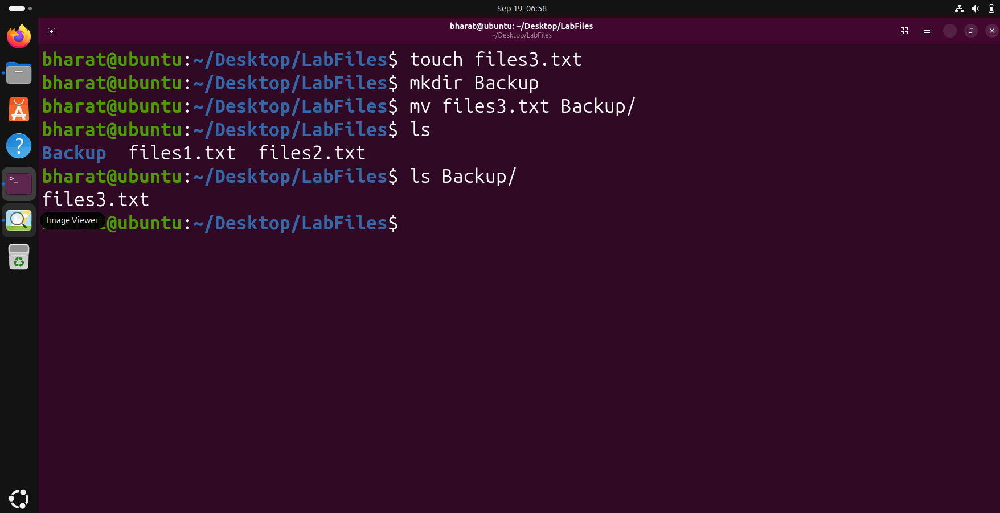 Sep 19 06:58
bharat@ubuntu: ~/Desktop/LabFiles
~/Desktop/LabFiles
bharat@ubuntu:~/Desktop/LabFiles$ touch files3.txt
bharat@ubuntu:~/Desktop/LabFiles$ mkdir Backup
bharat@ubuntu:~/Desktop/LabFiles$ mv files3.txt Backup/
bharat@ubuntu:~/Desktop/LabFiles$ ls
Backup  files1.txt  files2.txt
bharat@ubuntu:~/Desktop/LabFiles$ ls Backup/
files3.txt
Image Viewer
@ubuntu:~/Desktop/LabFiles$